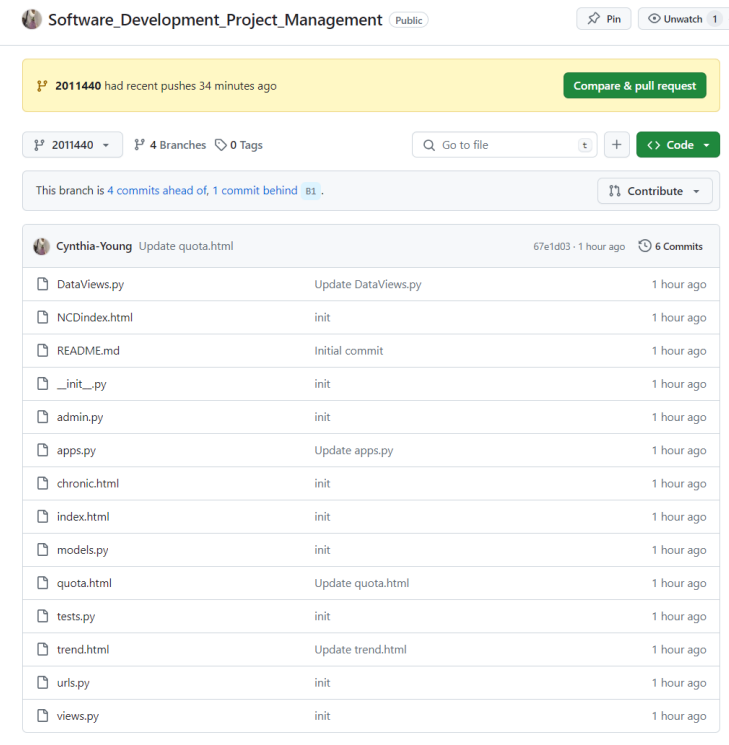 Software_Development_Project_Management Public Pin Unwatch 1
2011440 had recent pushes 34 minutes ago Compare & pull request
2011440 4 Branches 0 Tags Go to file t + <> Code
This branch is 4 commits ahead of, 1 commit behind B1 . Contribute
Cynthia-Young Update quota.html 67e1d03 · 1 hour ago 6 Commits
DataViews.py Update DataViews.py 1 hour ago
NCDindex.html init 1 hour ago
README.md Initial commit 1 hour ago
__init__.py init 1 hour ago
admin.py init 1 hour ago
apps.py Update apps.py 1 hour ago
chronic.html init 1 hour ago
index.html init 1 hour ago
models.py init 1 hour ago
quota.html Update quota.html 1 hour ago
tests.py init 1 hour ago
trend.html Update trend.html 1 hour ago
urls.py init 1 hour ago
views.py init 1 hour ago